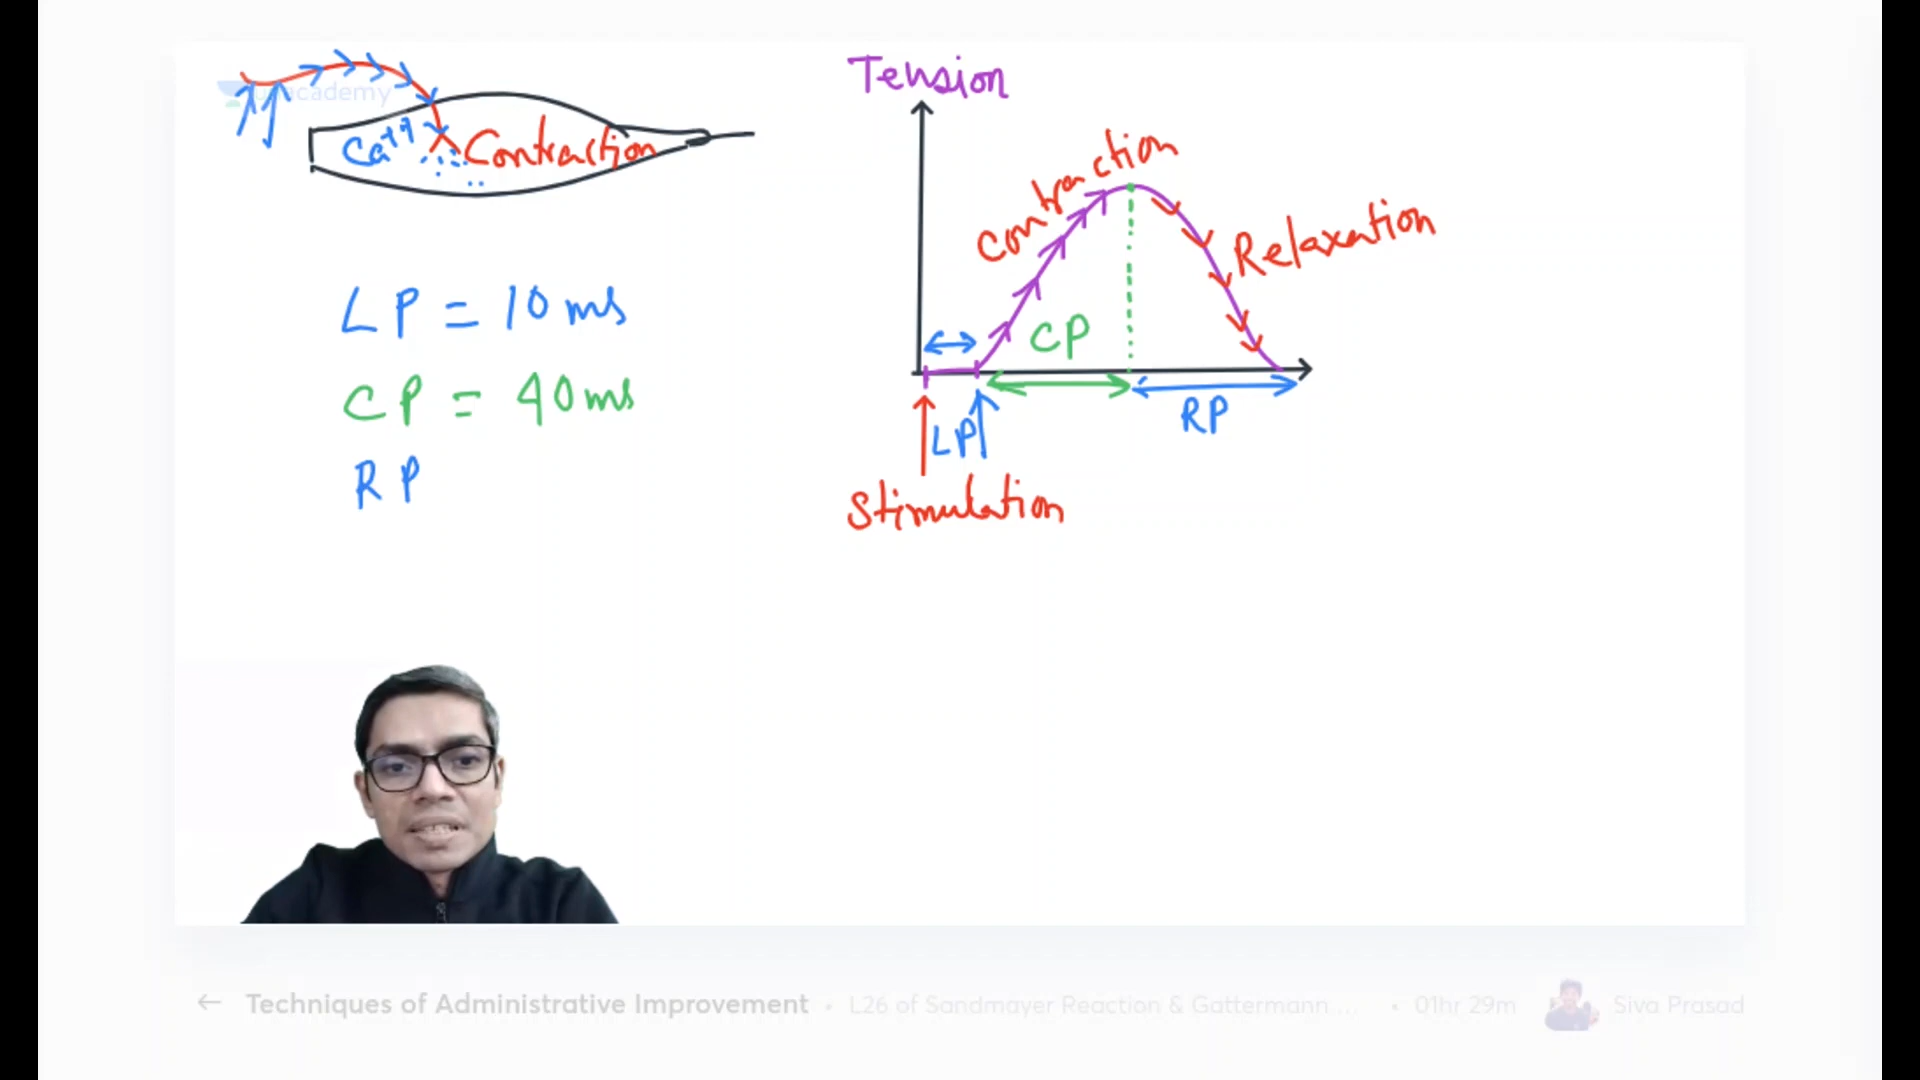 unacademy
Ca++ Contraction
LP = 10 ms
CP = 40 ms
RP
Tension
Contraction
Relaxation
CP
LP
RP
Stimulation
← Techniques of Administrative Improvement • L26 of Sandmayer Reaction & Gattermann ... • 01hr 29m Siva Prasad